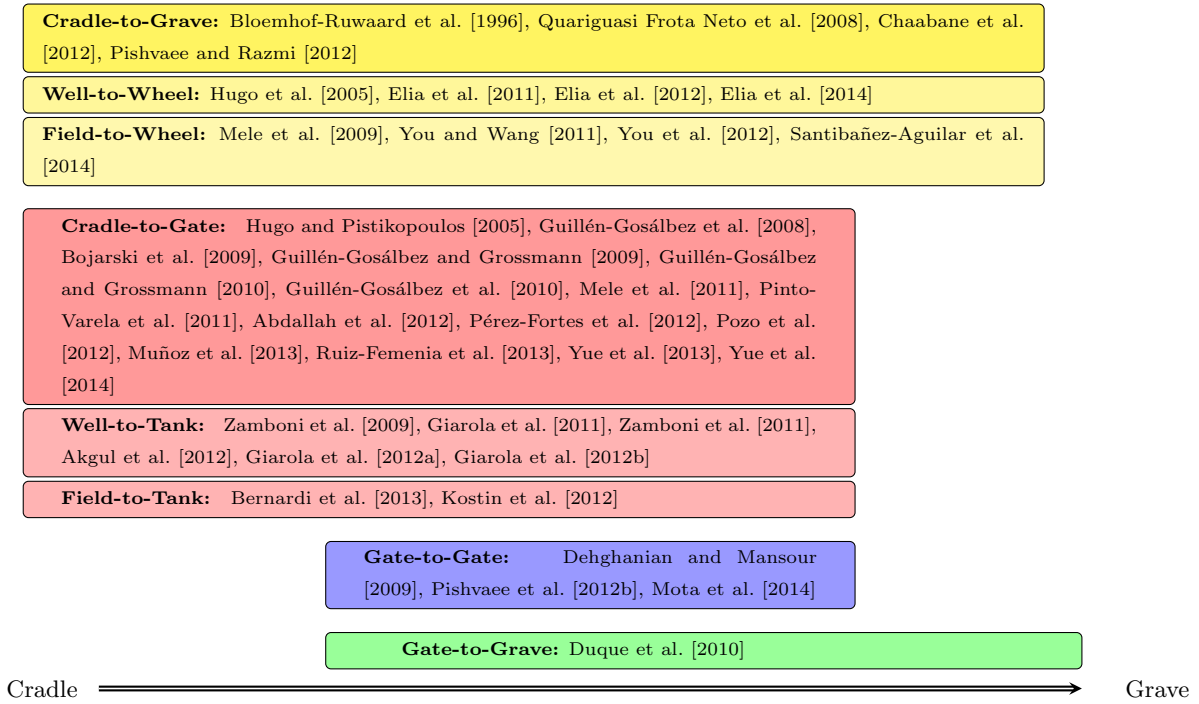 Cradle-to-Grave: Bloemhof-Ruwaard et al. [1996], Quariguasi Frota Neto et al. [2008], Chaabane et al.
[2012], Pishvaee and Razmi [2012]
Well-to-Wheel: Hugo et al. [2005], Elia et al. [2011], Elia et al. [2012], Elia et al. [2014]
Field-to-Wheel: Mele et al. [2009], You and Wang [2011], You et al. [2012], Santibañez-Aguilar et al.
[2014]
Cradle-to-Gate: Hugo and Pistikopoulos [2005], Guillén-Gosálbez et al. [2008],
Bojarski et al. [2009], Guillén-Gosálbez and Grossmann [2009], Guillén-Gosálbez
and Grossmann [2010], Guillén-Gosálbez et al. [2010], Mele et al. [2011], Pinto-
Varela et al. [2011], Abdallah et al. [2012], Pérez-Fortes et al. [2012], Pozo et al.
[2012], Muñoz et al. [2013], Ruiz-Femenia et al. [2013], Yue et al. [2013], Yue et al.
[2014]
Well-to-Tank: Zamboni et al. [2009], Giarola et al. [2011], Zamboni et al. [2011],
Akgul et al. [2012], Giarola et al. [2012a], Giarola et al. [2012b]
Field-to-Tank: Bernardi et al. [2013], Kostin et al. [2012]
Gate-to-Gate: Dehghanian and Mansour
[2009], Pishvaee et al. [2012b], Mota et al. [2014]
Gate-to-Grave: Duque et al. [2010]
Cradle Grave